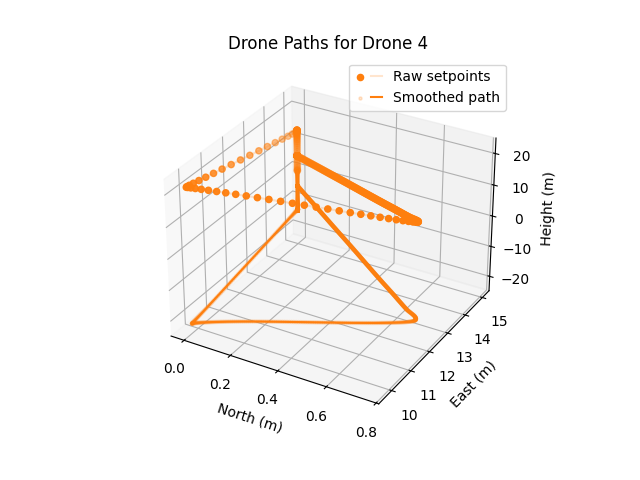 Drone Paths for Drone 4
Raw setpoints
Smoothed path
20
10
0
−10
−20
Height (m)
15
14
13
12
11
10
East (m)
0.0
0.2
0.4
0.6
0.8
North (m)